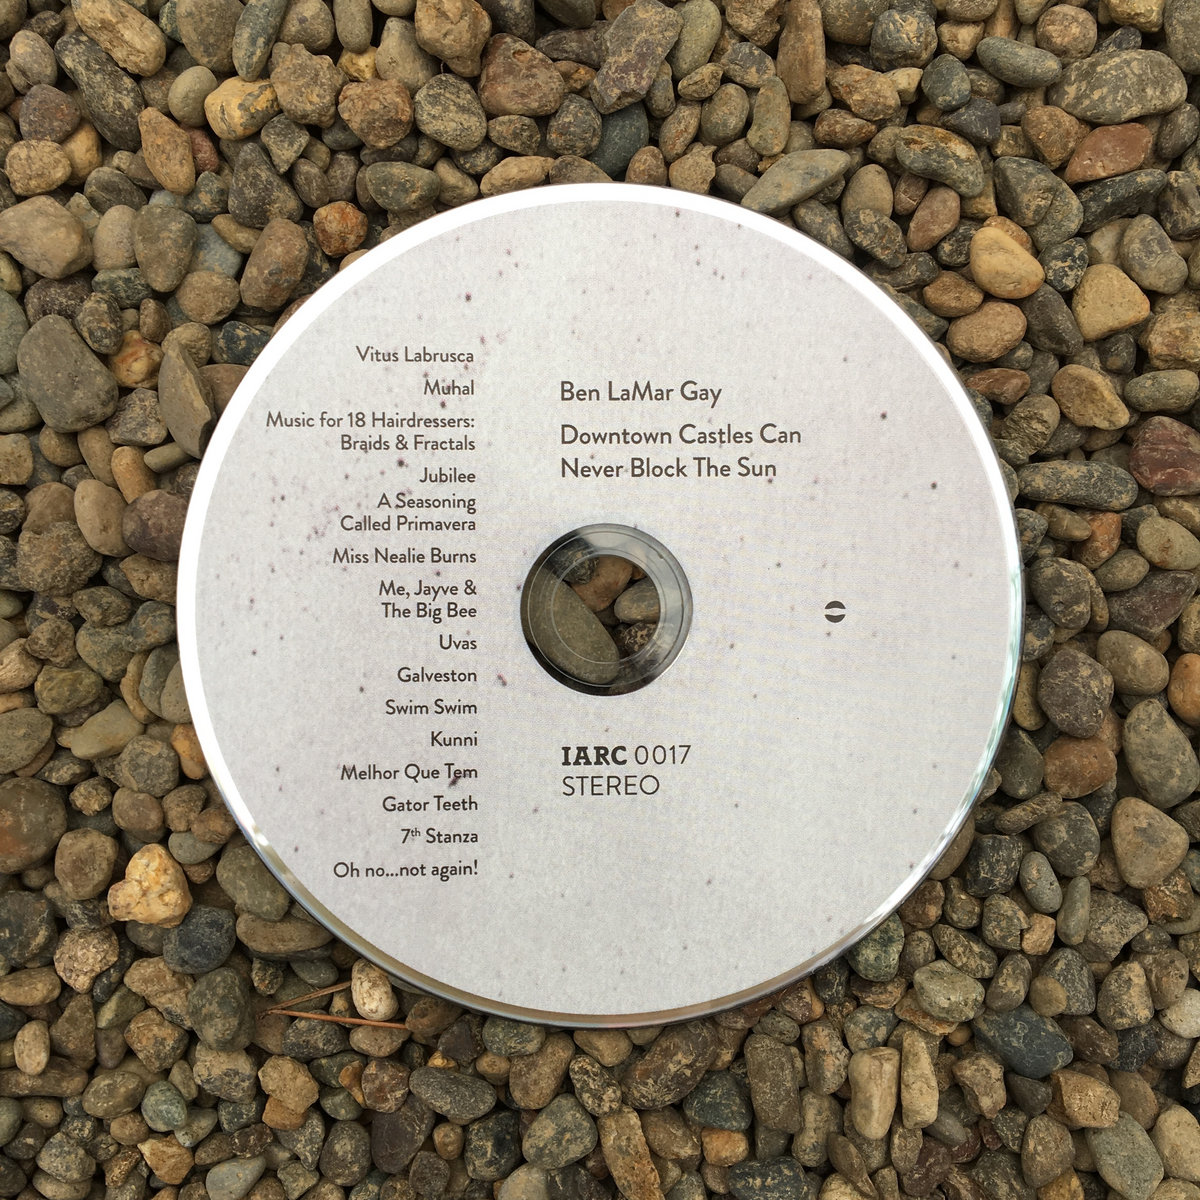 Vitus Labrusca
Muhal
Music for 18 Hairdressers:
Braids & Fractals
Jubilee
A Seasoning
Called Primavera
Miss Nealie Burns
Me, Jayve &
The Big Bee
Uvas
Galveston
Swim Swim
Kunni
Melhor Que Tem
Gator Teeth
7th Stanza
Oh no...not again!
Ben LaMar Gay
Downtown Castles Can
Never Block The Sun
IARC 0017
STEREO